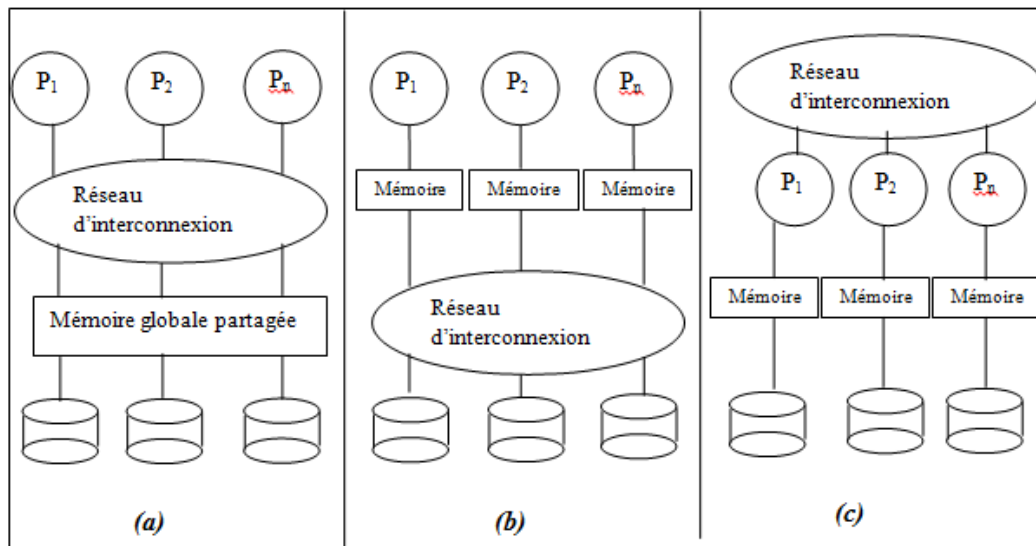 P1 P2 Pn
Réseau
d'interconnexion
Mémoire globale partagée
(a)
P1 P2 Pn
Mémoire Mémoire Mémoire
Réseau
d'interconnexion
(b)
Réseau
d'interconnexion
P1 P2 Pn
Mémoire Mémoire Mémoire
(c)